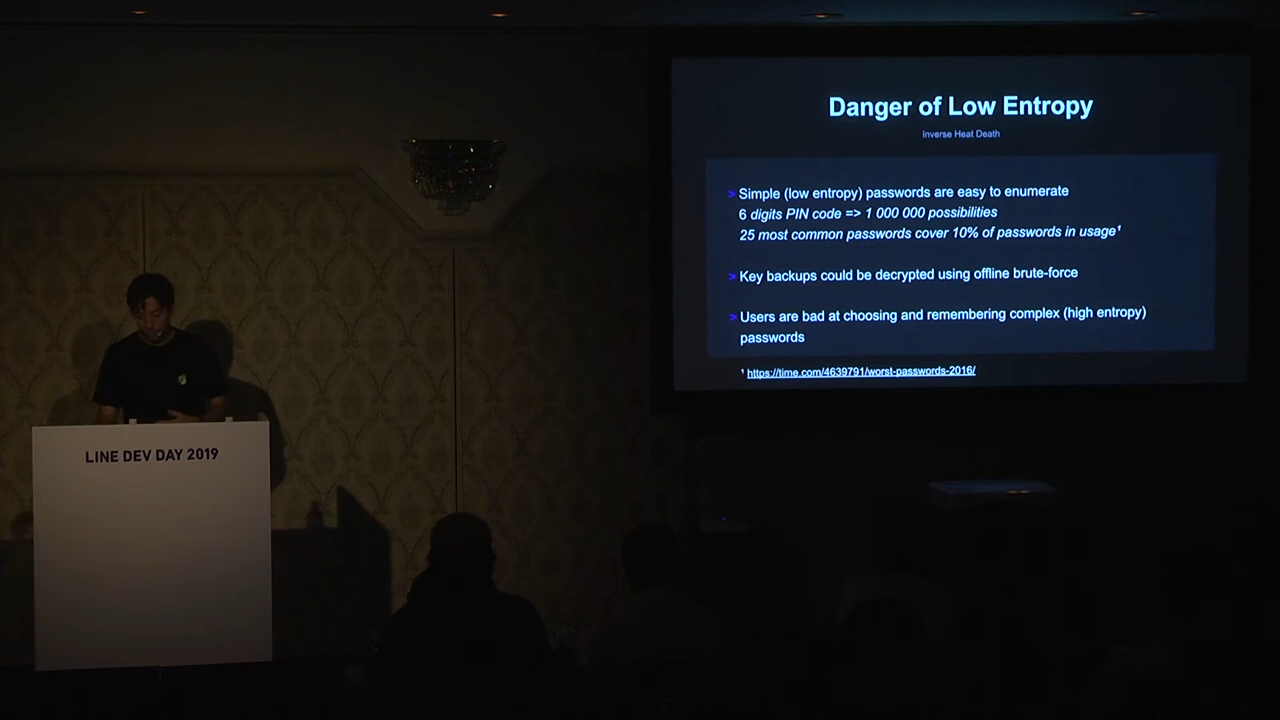 Danger of Low Entropy
Inverse Heat Death
> Simple (low entropy) passwords are easy to enumerate
6 digits PIN code => 1 000 000 possibilities
25 most common passwords cover 10% of passwords in usage¹
> Key backups could be decrypted using offline brute-force
> Users are bad at choosing and remembering complex (high entropy)
passwords
¹ https://time.com/4639791/worst-passwords-2016/
LINE DEV DAY 2019